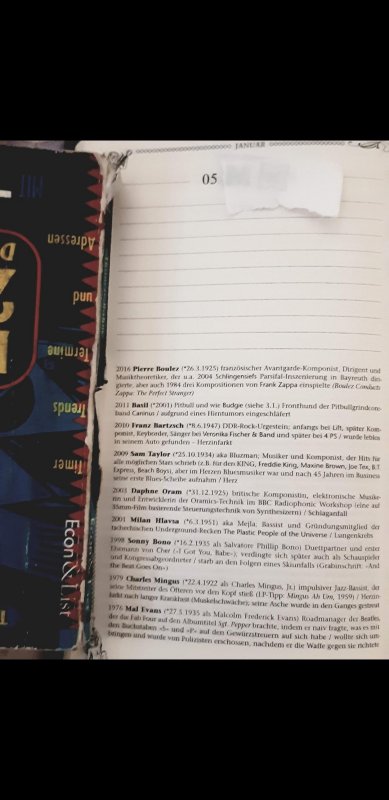 JANUAR
05
2016 Pierre Boulez (*26.3.1925) französischer Avantgarde-Komponist, Dirigent und
Musiktheoretiker, der u.a. 2004 Schlingensiefs Parsifal-Inszenierung in Bayreuth di-
gierte, aber auch 1984 drei Kompositionen von Frank Zappa einspielte (Boulez Conducts
Zappa: The Perfect Stranger)
2011 Basil (*2001) Pitbull und wie Budgie (siehe 3.1.) Fronthund der Pitbullgrindcore-
band Caninus / aufgrund eines Hirntumors eingeschläfert
2010 Franz Bartzsch (*8.6.1947) DDR-Rock-Urgestein; anfangs bei Lift, später Kom-
ponist, Keyborder, Sänger bei Veronika Fischer & Band und später bei 4 PS / wurde leblos
in seinem Auto gefunden – Herzinfarkt
2009 Sam Taylor (*25.10.1934) aka Bluzman; Musiker und Komponist; der Hits für
alle möglichen Stars schrieb (z.B. für den KING, Freddie King, Maxine Brown, Joe Tex, B.T.
Express, Beach Boys), aber im Herzen Bluesmusiker war und nach 45 Jahren im Business
seine erste Blues-Scheibe aufnahm / Herz
2003 Daphne Oram (*31.12.1925) britische Komponistin, elektronische Musike-
rin und Entwicklerin der Oramics-Technik im BBC Radiophonic Workshop (eine auf
35mm-Film basierende Steuerungstechnik von Synthesizern) / Schlaganfall
2001 Milan Hlavsa (*6.3.1951) aka Mejla. Bassist und Gründungsmitglied der
tschechischen Underground-Recken The Plastic People of the Universe / Lungenkrebs
1998 Sonny Bono (*16.2.1935 als Salvatore Phillip Bono) Duettpartner und erster
Ehemann von Cher (»I Got You, Babe«), verdingte sich später auch als Schauspieler
und Kongressabgeordneter / starb an den Folgen eines Skiunfalls (Grabinschrift: »And
the Beat Goes On«)
1979 Charles Mingus (*22.4.1922 als Charles Mingus, Jr.) impulsiver Jazz-Bassist, der
seine Mitstreiter des Öfteren vor den Kopf stieß (LP-Tipp: Mingus Ah Um, 1959) / Herzin-
farkt nach langer Krankheit (Muskelschwäche); seine Asche wurde in den Ganges gestreut
1976 Mal Evans (*27.5.1935 als Malcolm Frederick Evans) Roadmanager der Beatles,
der die Fab Four auf den Albumtitel Sgt. Pepper brachte, indem er naiv fragte, was es mit
den Buchstaben »S« und »P« auf den Gewürzstreuern auf sich habe / wollte sich um-
bringen und wurde von Polizisten erschossen, nachdem er die Waffe gegen sie richtete
MIT
Adressen
und
Termine
Trends
Timer
Econ & List